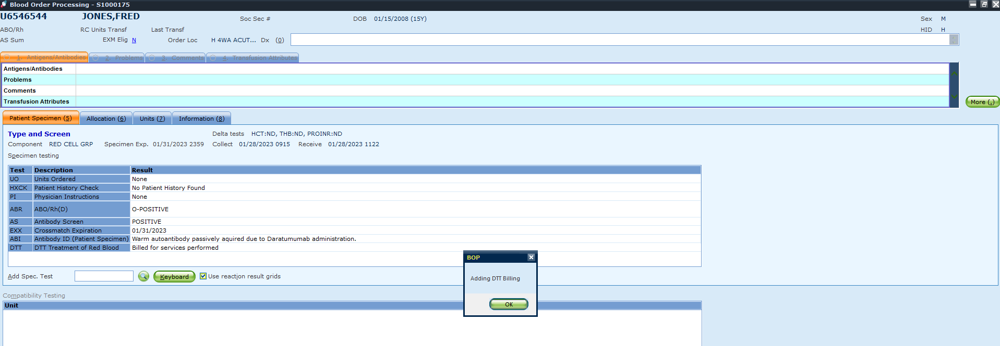 Blood Order Processing - S1000175
U6546544 JONES,FRED Soc Sec # DOB 01/15/2008 (15Y) Sex M
ABO/Rh RC Units Transf Last Transf HID H
AS Sum EXM Elig N Order Loc H 4WA ACUT... Dx (0)
1. Antigens/Antibodies 2. Problems 3. Comments 4. Transfusion Attributes
Antigens/Antibodies
Problems
Comments
Transfusion Attributes
More (.)
Patient Specimen (5) Allocation (6) Units (7) Information (8)
Type and Screen Delta tests HCT:ND, THB:ND, PROINR:ND
Component RED CELL GRP Specimen Exp. 01/31/2023 2359 Collect 01/28/2023 0915 Receive 01/28/2023 1122
Specimen testing
Test Description Result
UO Units Ordered None
HXCK Patient History Check No Patient History Found
PI Physician Instructions None
ABR ABO/Rh(D) O-POSITIVE
AS Antibody Screen POSITIVE
EXX Crossmatch Expiration 01/31/2023
ABI Antibody ID (Patient Specimen) Warm autoantibody passively aquired due to Daratumumab administration.
DTT DTT Treatment of Red Blood Billed for services performed
BOP
Adding DTT Billing
OK
Add Spec. Test Keyboard Use reaction result grids
Compatibility Testing
Unit